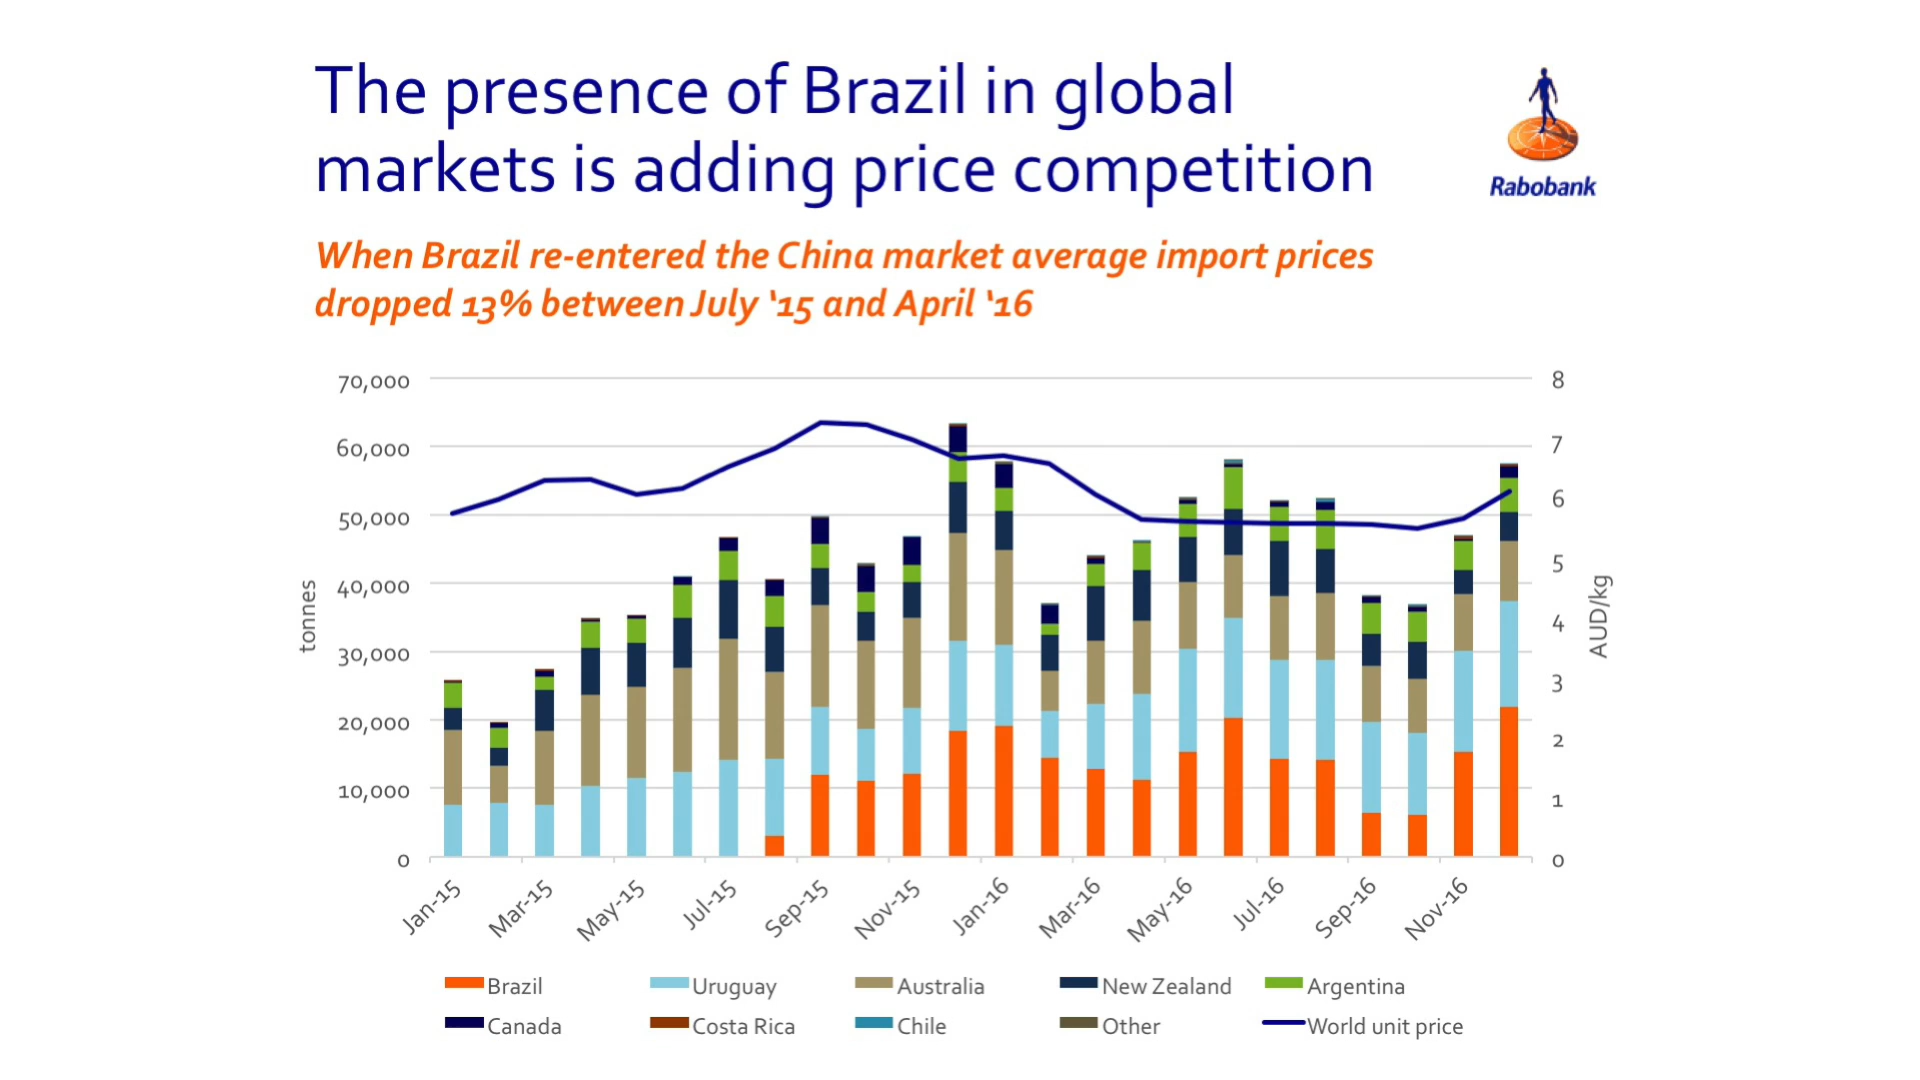 The presence of Brazil in global
markets is adding price competition
Rabobank
When Brazil re-entered the China market average import prices
dropped 13% between July ‘15 and April ‘16
70,000
60,000
50,000
40,000
30,000
20,000
10,000
0
tonnes
8
7
6
5
4
3
2
1
0
AUD/kg
Jan-15
Mar-15
May-15
Jul-15
Sep-15
Nov-15
Jan-16
Mar-16
May-16
Jul-16
Sep-16
Nov-16
Brazil
Uruguay
Australia
New Zealand
Argentina
Canada
Costa Rica
Chile
Other
World unit price